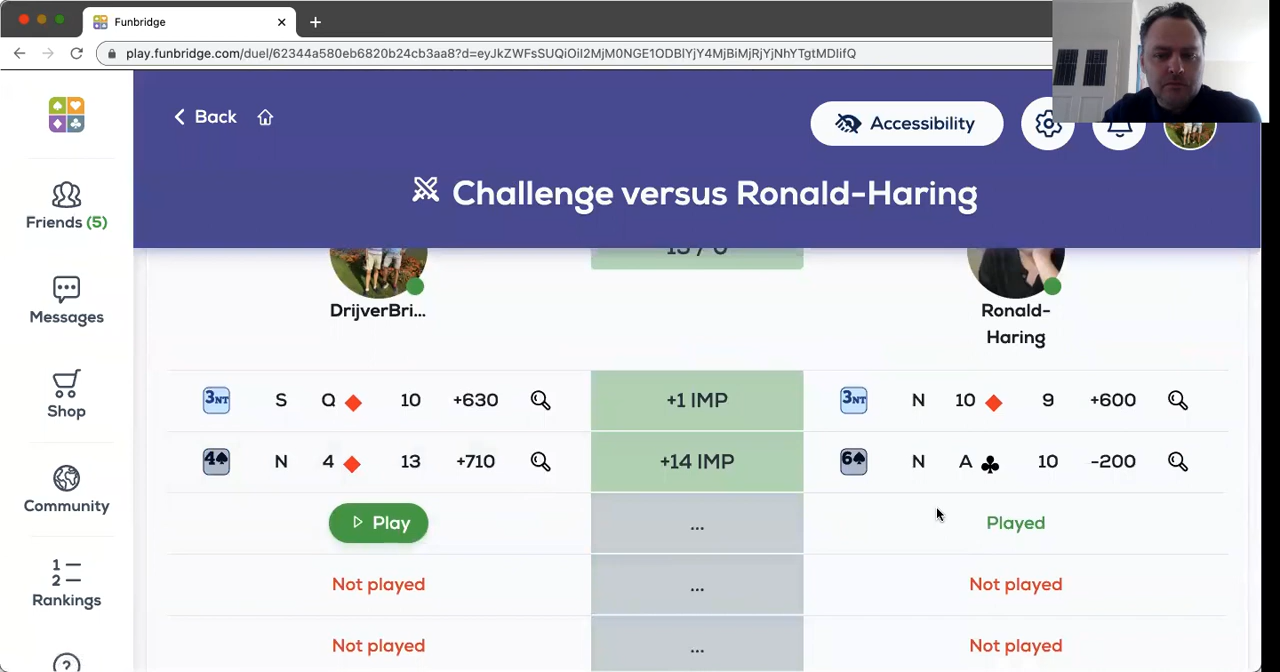 Funbridge
play.funbridge.com/duel/62344a580eb6820b24cb3aa8?d=eyJkZWFsSUQiOiI2MjM0NGE1ODBlYjY4MjBiMjRjYjNhYTgtMDIifQ
Back
Accessibility
Challenge versus Ronald-Haring
Friends (5)
Messages
Shop
Community
Rankings
DrijverBri...
Ronald-
Haring
3NT S Q♦ 10 +630 +1 IMP 3NT N 10♦ 9 +600
4♠ N 4♦ 13 +710 +14 IMP 6♠ N A♣ 10 -200
Play ... Played
Not played ... Not played
Not played ... Not played